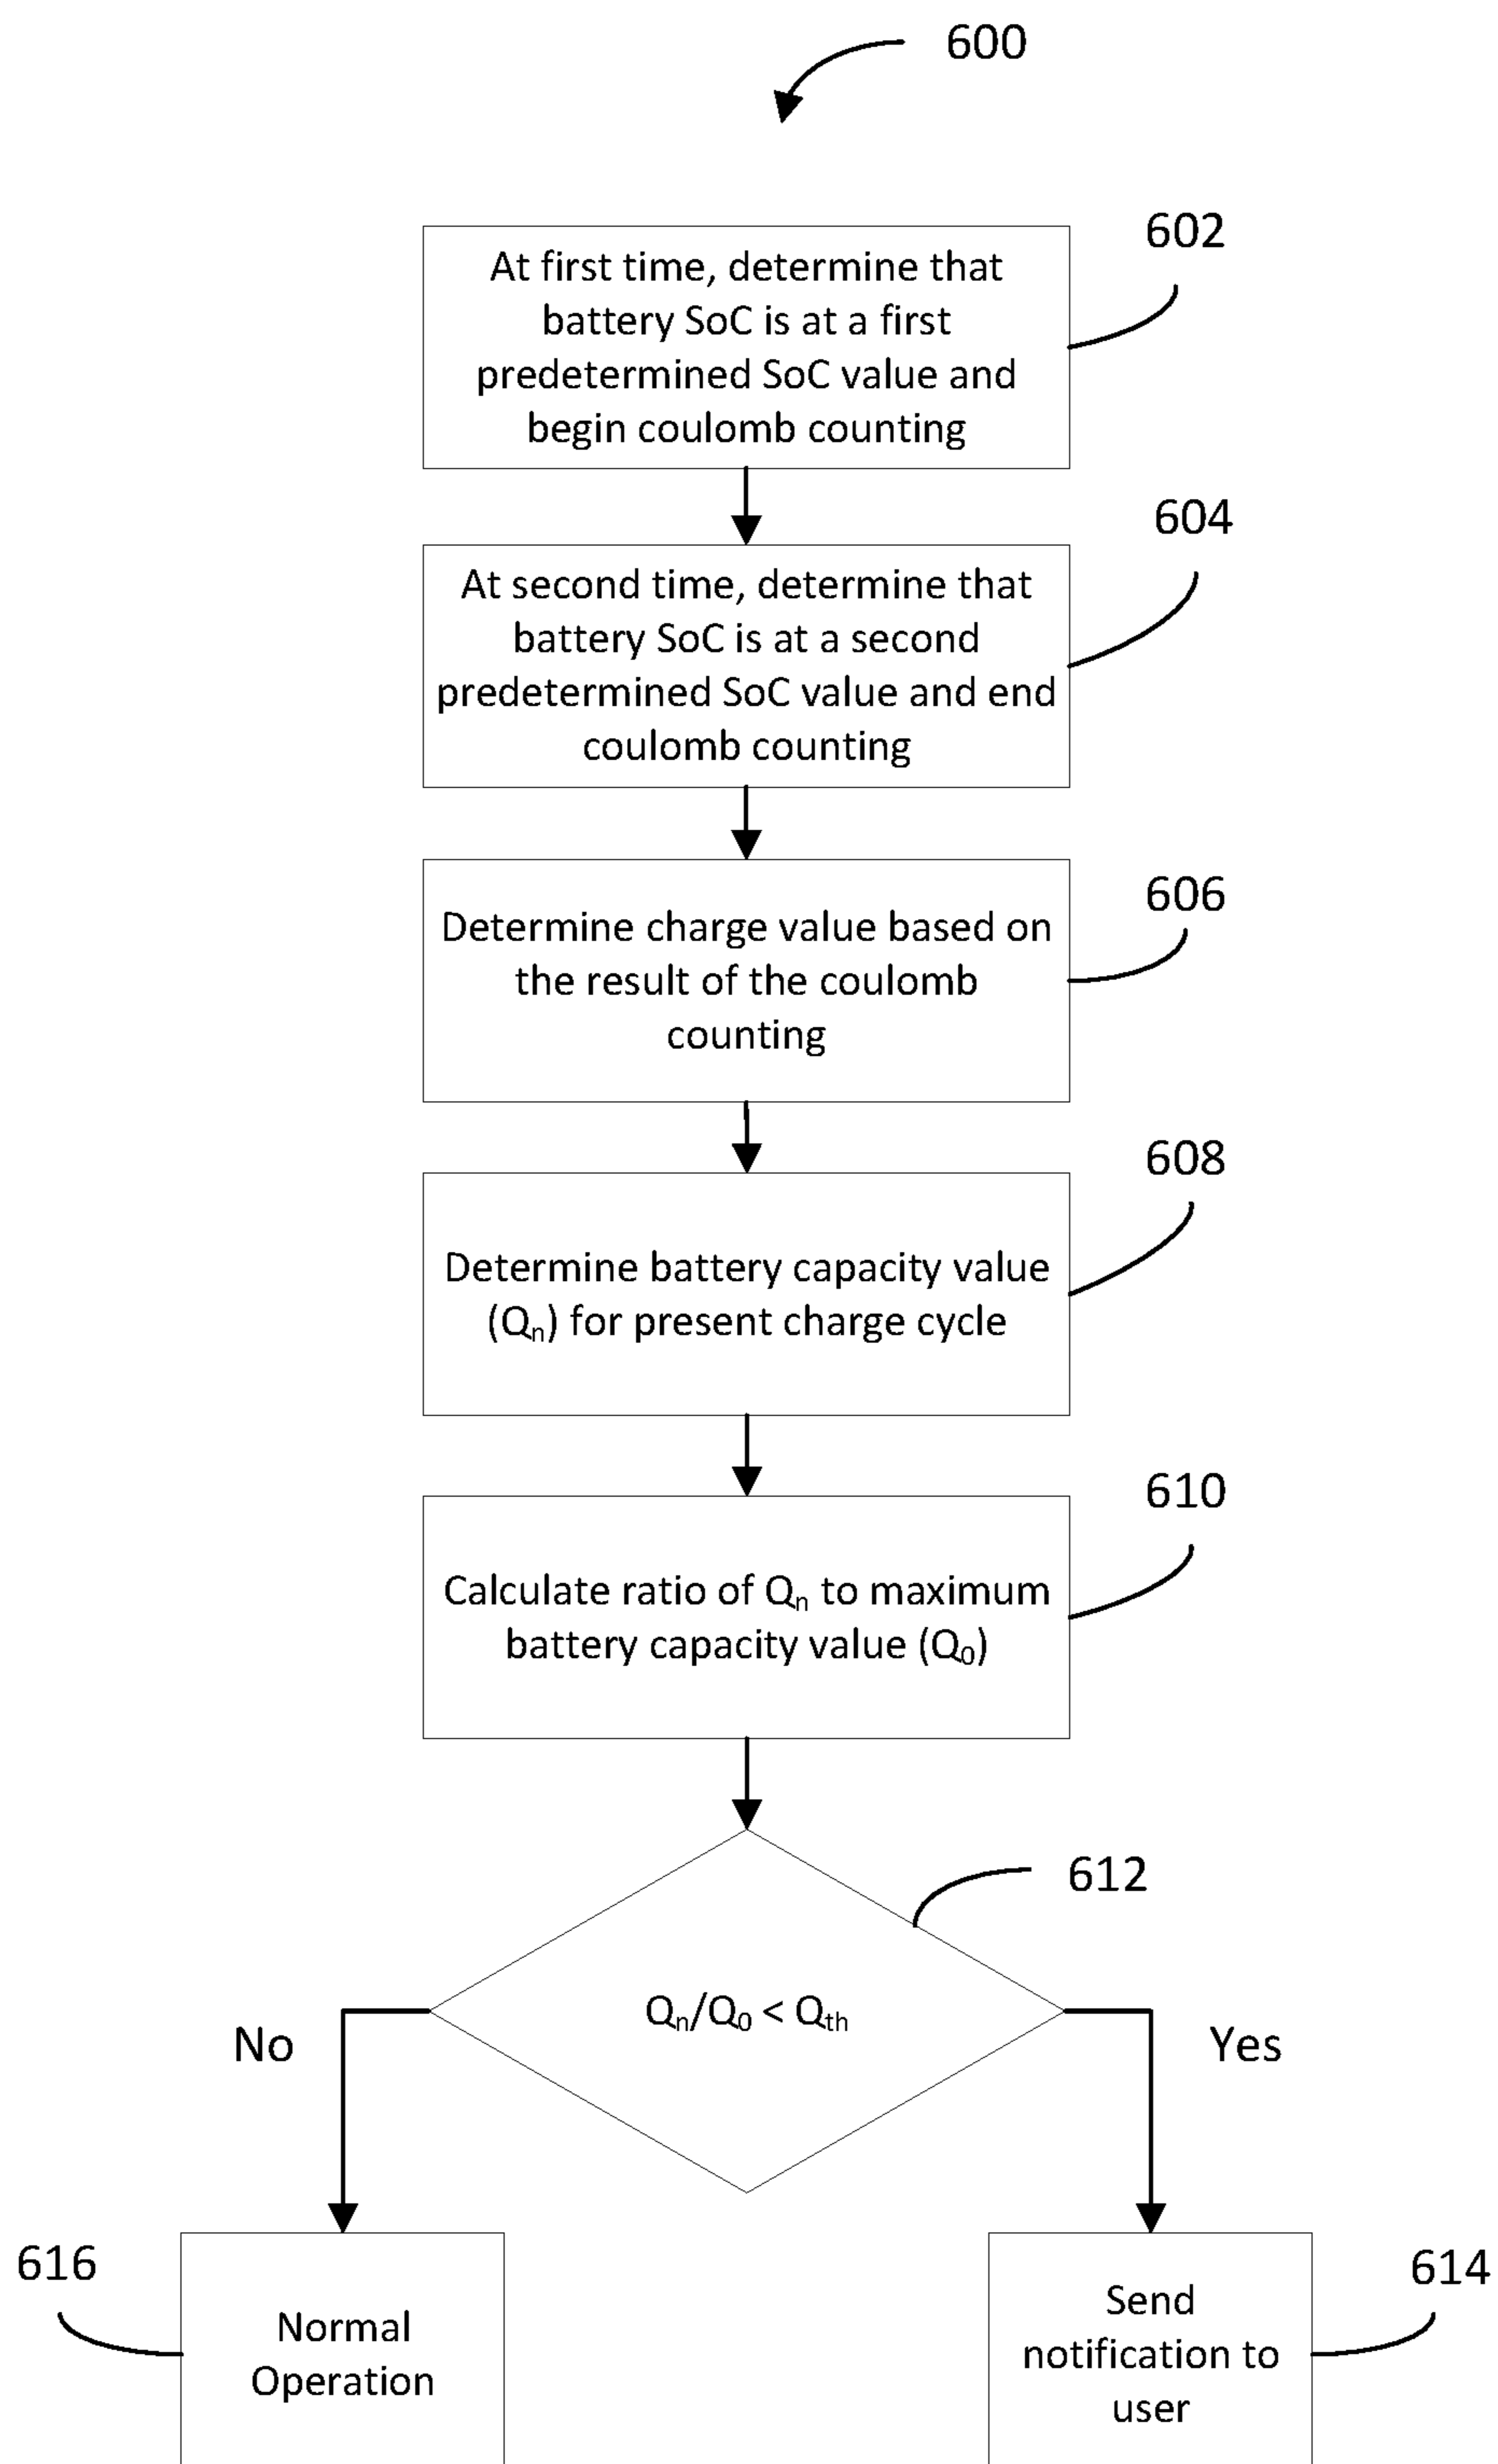 600
602
At first time, determine that
battery SoC is at a first
predetermined SoC value and
begin coulomb counting
604
At second time, determine that
battery SoC is at a second
predetermined SoC value and end
coulomb counting
606
Determine charge value based on
the result of the coulomb
counting
608
Determine battery capacity value
(Qn) for present charge cycle
610
Calculate ratio of Qn to maximum
battery capacity value (Q0)
612
Qn/Q0 < Qth
No
Yes
616
Normal
Operation
614
Send
notification to
user